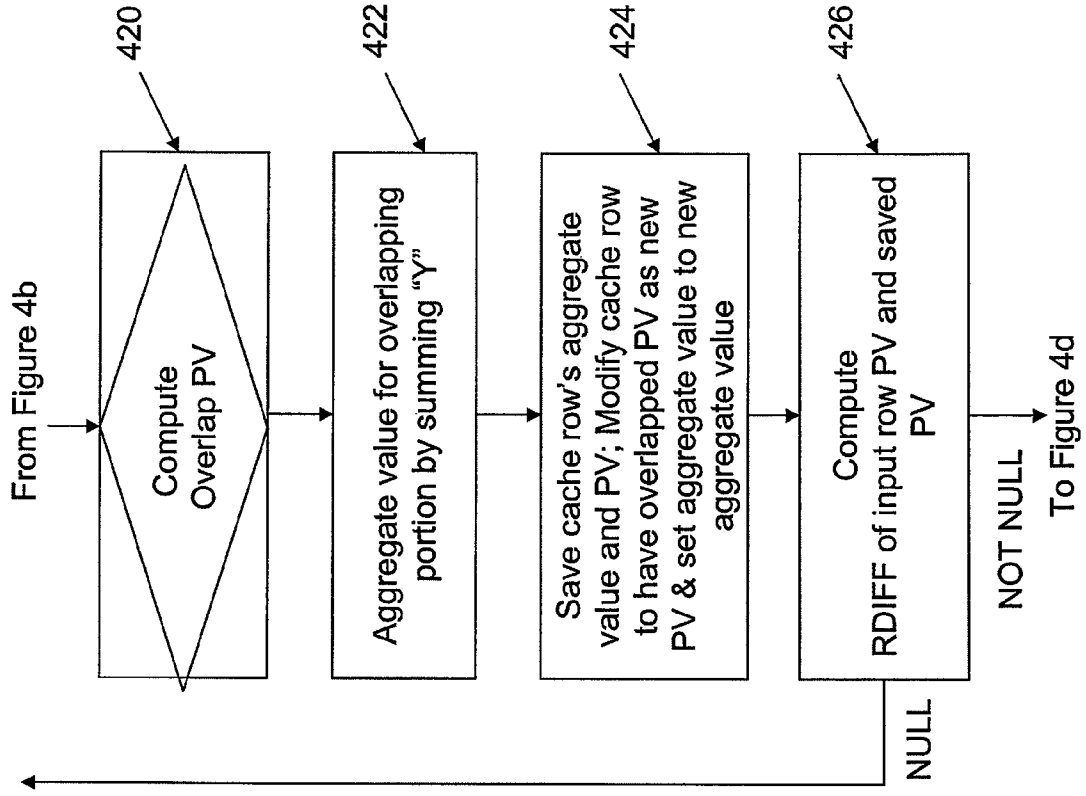 From Figure 4b
Compute
Overlap PV
420
Aggregate value for overlapping
portion by summing "Y"
422
Save cache row's aggregate
value and PV; Modify cache row
to have overlapped PV as new
PV & set aggregate value to new
aggregate value
424
Compute
RDIFF of input row PV and saved
PV
426
NULL
NOT NULL
To Figure 4d